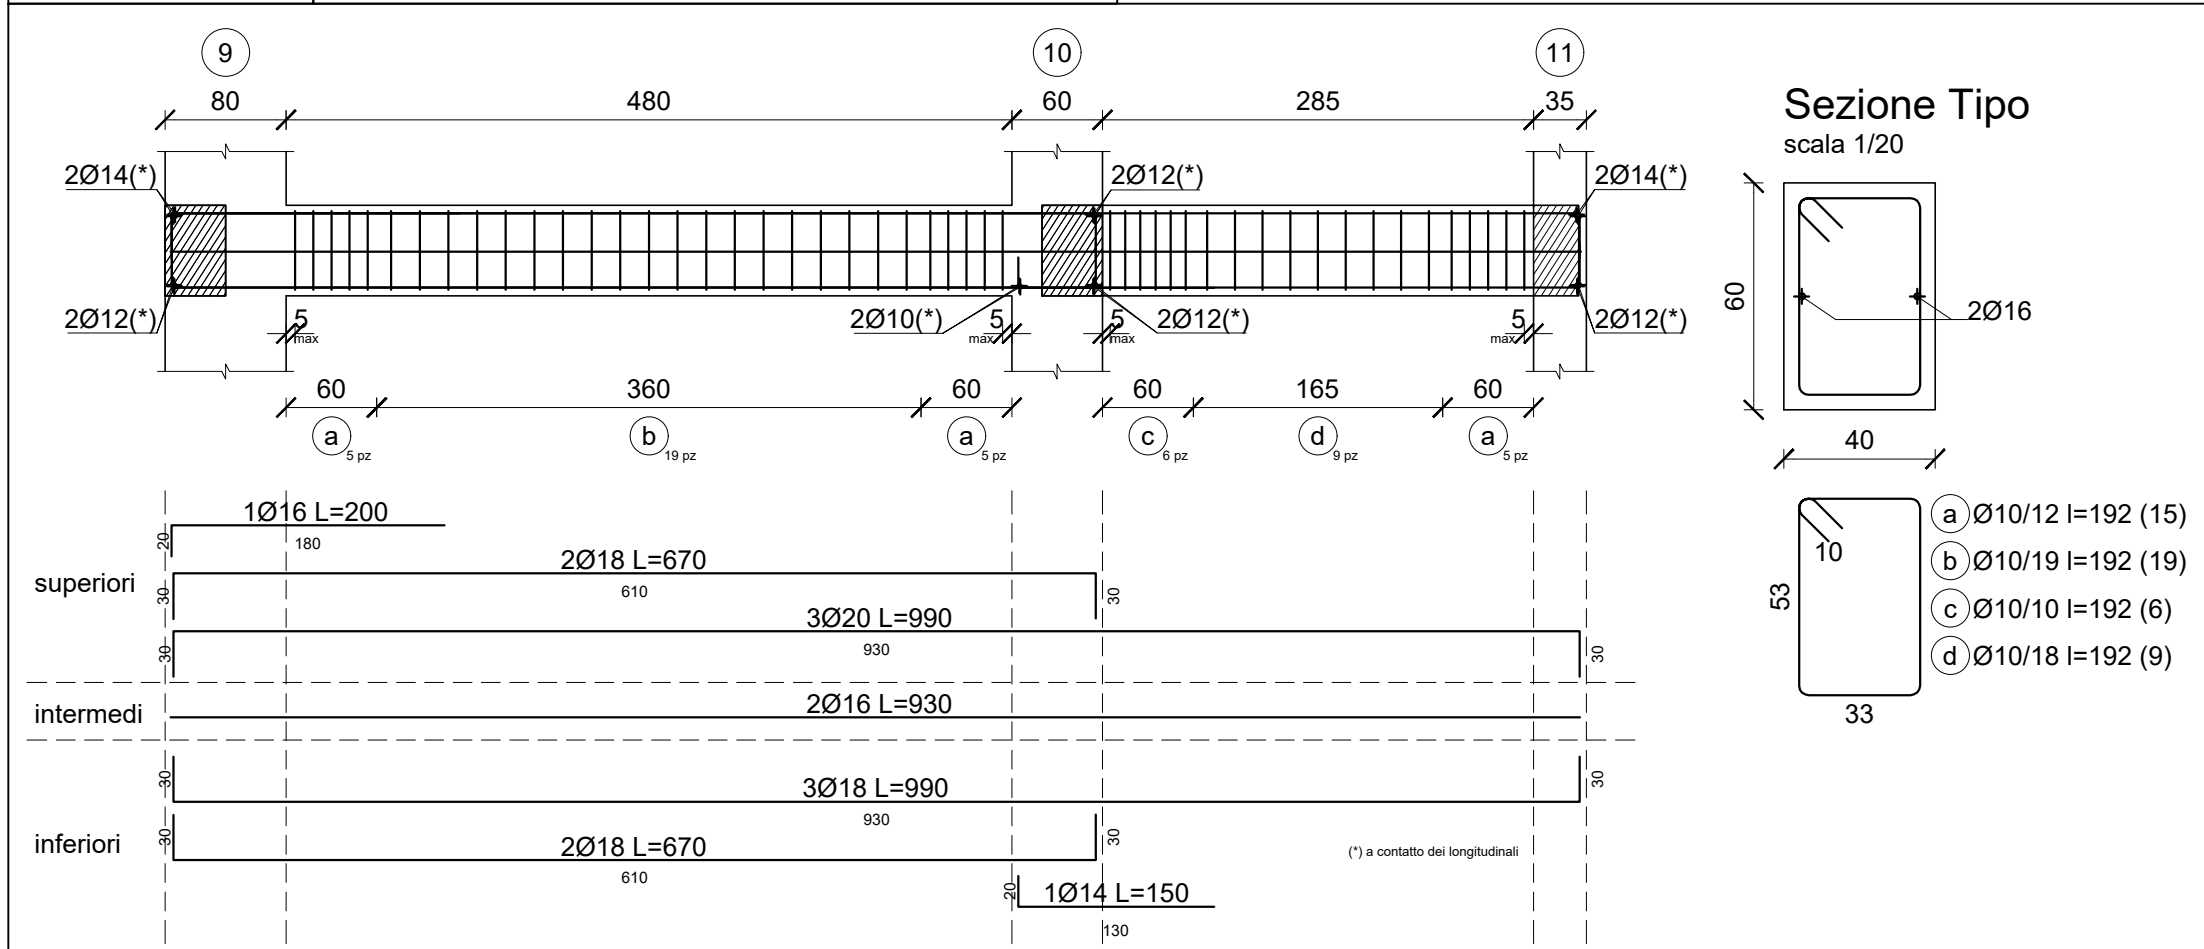 9 10 11
80 480 60 285 35
Sezione Tipo
scala 1/20
2Ø14(*) 2Ø12(*) 2Ø14(*)
60
2Ø16
2Ø12(*) 5 max 2Ø10(*) 5 max 5 max 2Ø12(*) 5 max 2Ø12(*)
60 360 60 60 165 60
a 5 pz b 19 pz a 5 pz c 6 pz d 9 pz a 5 pz
40
superiori
1Ø16 L=200
20 180
2Ø18 L=670
30 610 30
3Ø20 L=990
30 930 30
intermedi
2Ø16 L=930
inferiori
3Ø18 L=990
30 930 30
2Ø18 L=670
30 610 30
1Ø14 L=150
20 130
(*) a contatto dei longitudinali
10
53
33
a Ø10/12 l=192 (15)
b Ø10/19 l=192 (19)
c Ø10/10 l=192 (6)
d Ø10/18 l=192 (9)